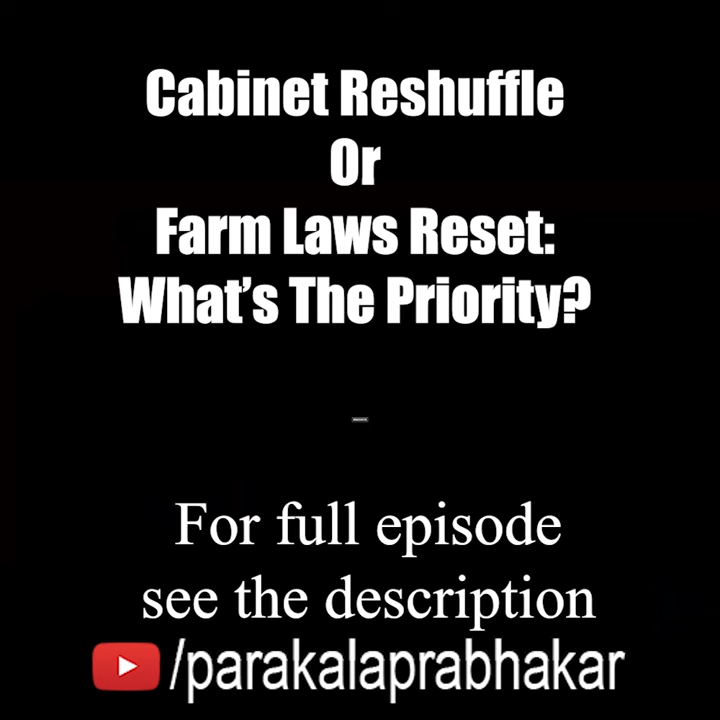 Cabinet Reshuffle
Or
Farm Laws Reset:
What's The Priority?
For full episode
see the description
/parakalaprabhakar